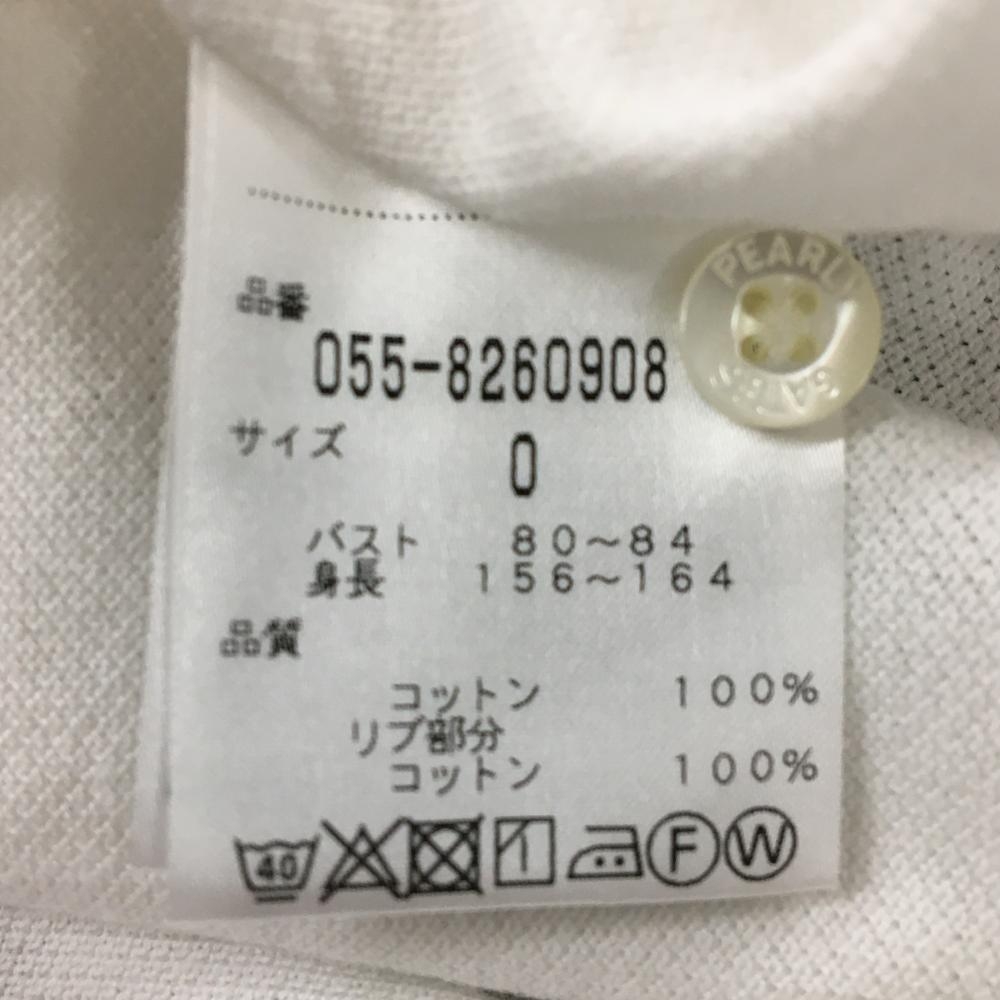 品番
055-8260908
サイズ
0
バスト 80〜84
身長 156〜164
品質
コットン 100%
リブ部分
コットン 100%
40
F
W
PEARLY
GATES